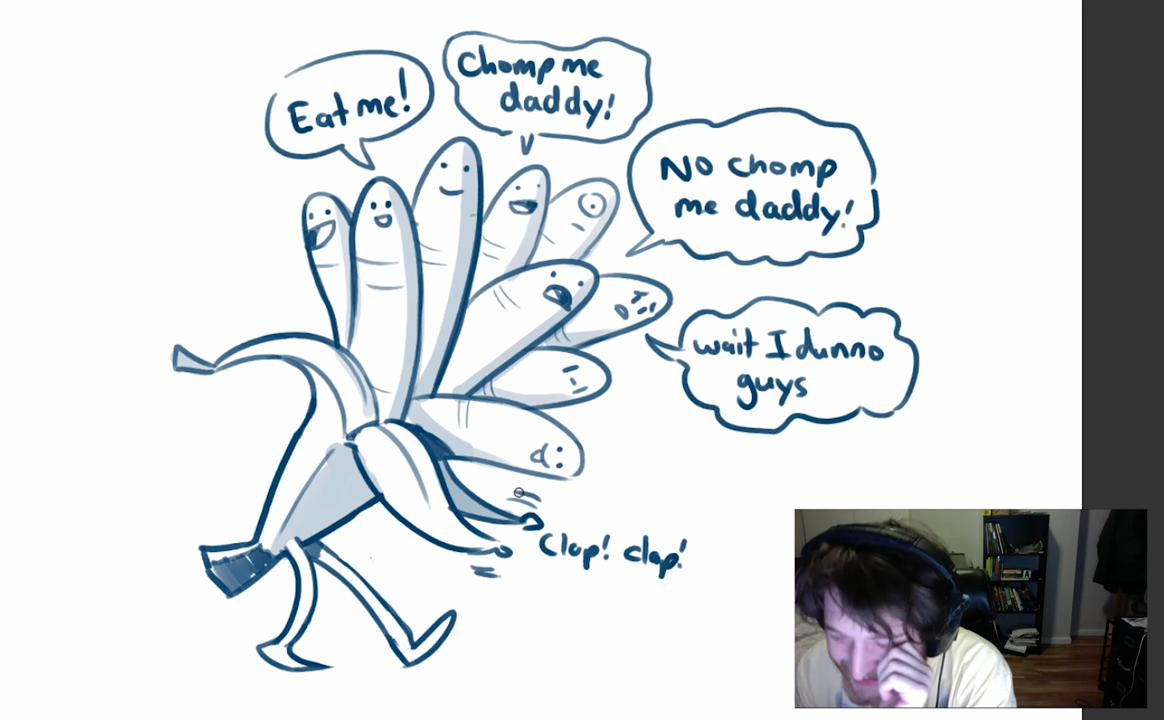 Eat me!
Chomp me
daddy!
No chomp
me daddy!
wait I dunno
guys
Clap! clap!